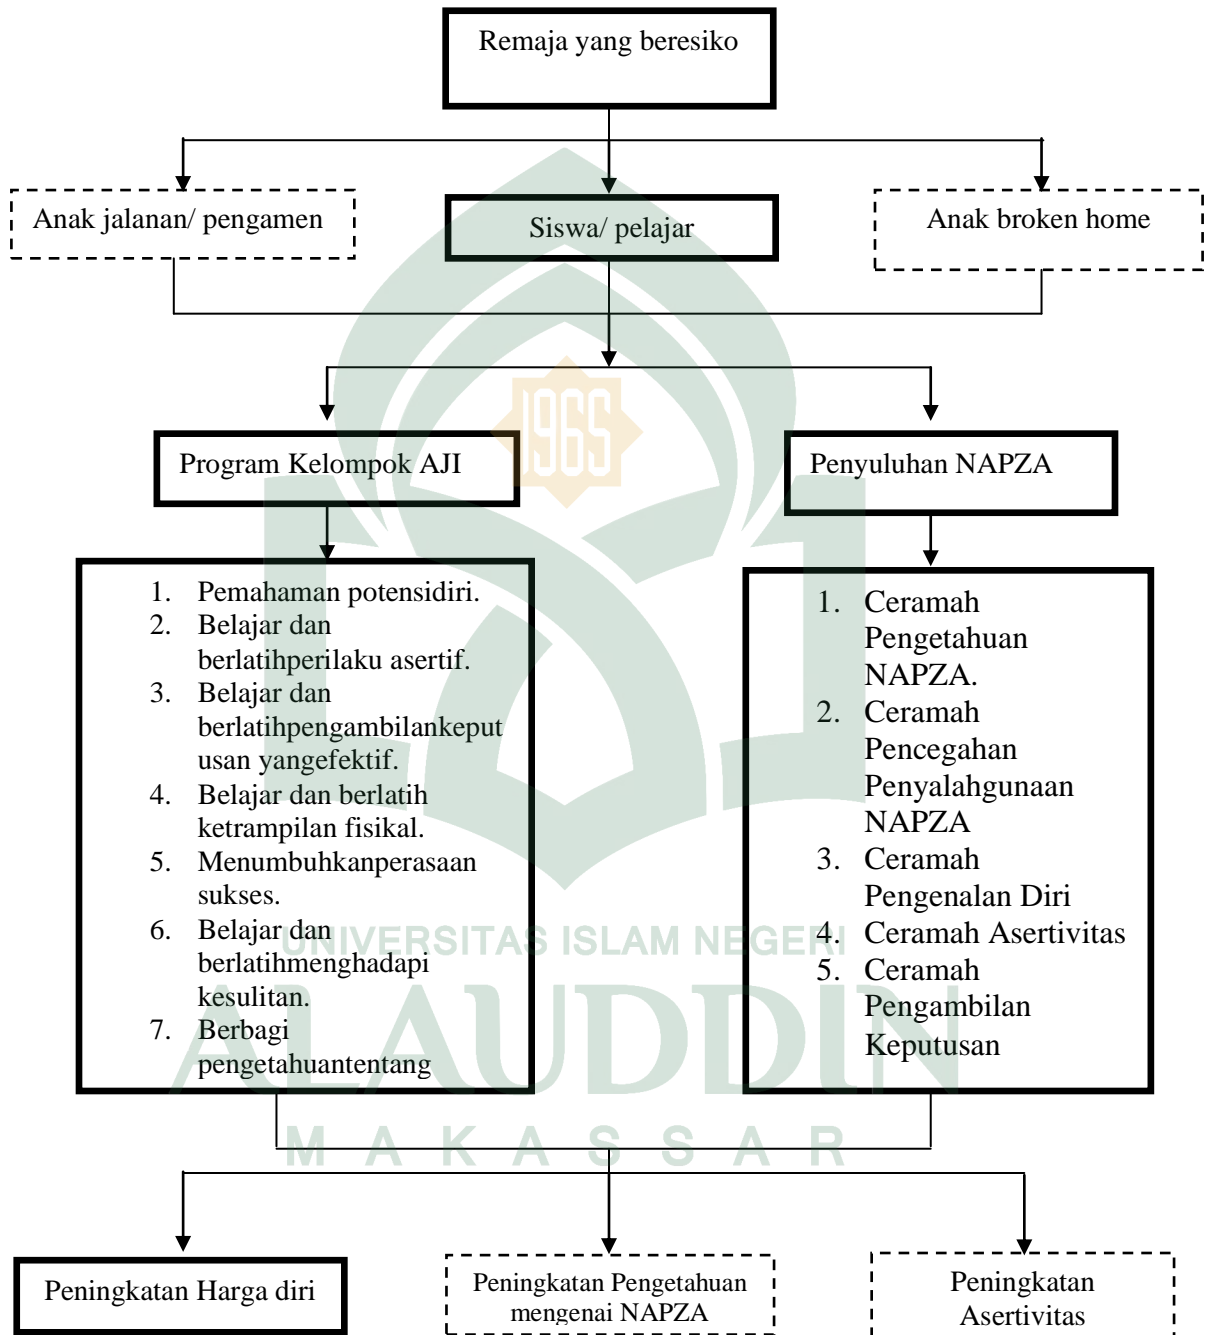 Remaja yang beresiko
Anak jalanan/ pengamen
Siswa/ pelajar
Anak broken home
1965
Program Kelompok AJI
Penyuluhan NAPZA
1. Pemahaman potensidiri.
2. Belajar dan
berlatihperilaku asertif.
3. Belajar dan
berlatihpengambilankeput
usan yangefektif.
4. Belajar dan berlatih
ketrampilan fisikal.
5. Menumbuhkanperasaan
sukses.
6. Belajar dan
berlatihmenghadapi
kesulitan.
7. Berbagi
pengetahuantentang
1. Ceramah
Pengetahuan
NAPZA.
2. Ceramah
Pencegahan
Penyalahgunaan
NAPZA
3. Ceramah
Pengenalan Diri
4. Ceramah Asertivitas
5. Ceramah
Pengambilan
Keputusan
UNIVERSITAS ISLAM NEGERI
ALAUDDIN
MAKASSAR
Peningkatan Harga diri
Peningkatan Pengetahuan
mengenai NAPZA
Peningkatan
Asertivitas